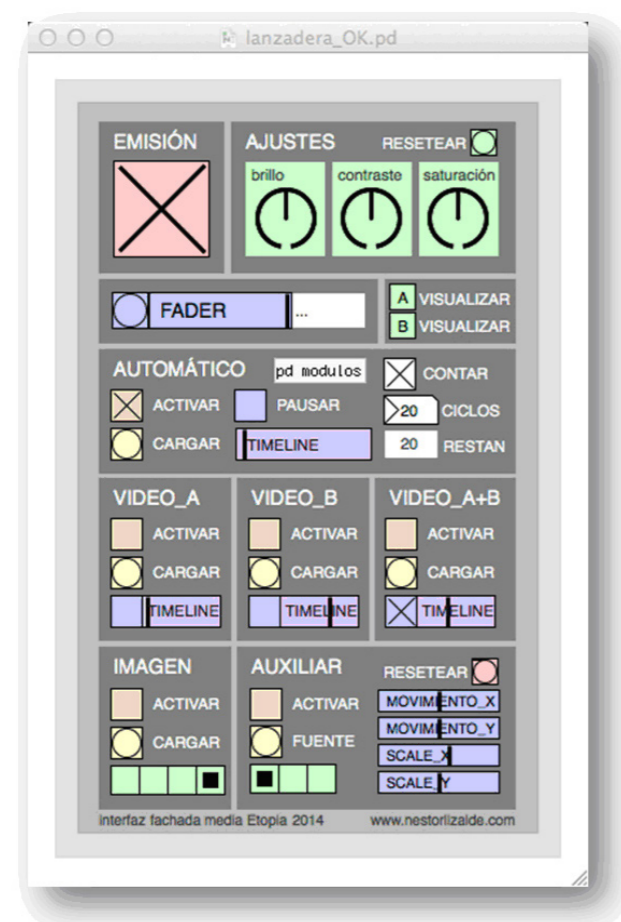 lanzadera_OK.pd
EMISIÓN
AJUSTES
RESETEAR
brillo
contraste
saturación
FADER
...
A VISUALIZAR
B VISUALIZAR
AUTOMÁTICO
pd modulos
CONTAR
ACTIVAR
PAUSAR
20
CICLOS
CARGAR
TIMELINE
20
RESTAN
VIDEO_A
VIDEO_B
VIDEO_A+B
ACTIVAR
ACTIVAR
ACTIVAR
CARGAR
CARGAR
CARGAR
TIMELINE
TIMELINE
TIMELINE
IMAGEN
AUXILIAR
RESETEAR
ACTIVAR
ACTIVAR
MOVIMIENTO_X
MOVIMIENTO_Y
CARGAR
FUENTE
SCALE_X
SCALE_Y
interfaz fachada media Etopia 2014
www.nestorlizalde.com